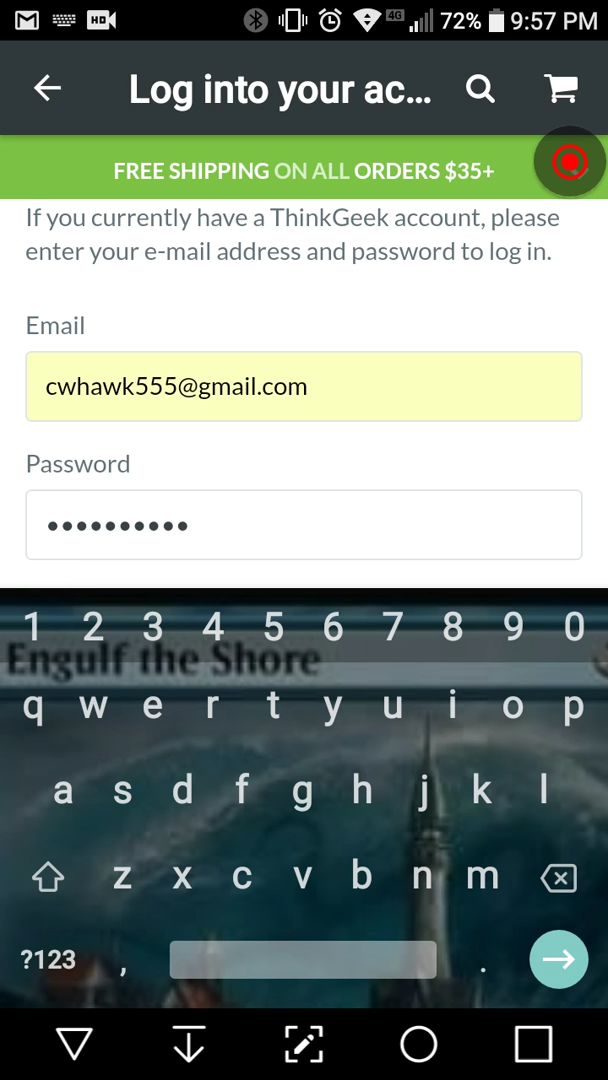 HD 4G 72% 9:57 PM
Log into your ac...
FREE SHIPPING ON ALL ORDERS $35+
If you currently have a ThinkGeek account, please
enter your e-mail address and password to log in.
Email
cwhawk555@gmail.com
Password
••••••••••
1 2 3 4 5 6 7 8 9 0
Engulf the Shore
q w e r t y u i o p
a s d f g h j k l
z x c v b n m
?123 , .